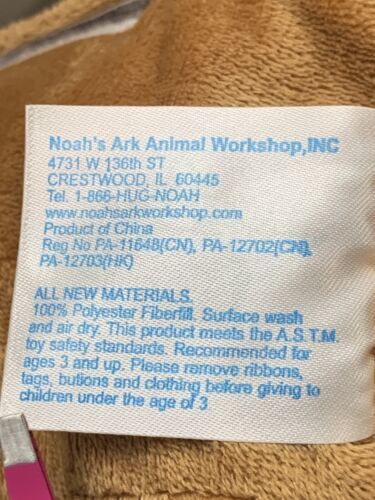 Noah's Ark Animal Workshop,INC
4731 W 136th ST
CRESTWOOD, IL 60445
Tel. 1-866-HUG-NOAH
www.noahsarkworkshop.com
Product of China
Reg No PA-11648(CN), PA-12702(CN),
PA-12703(HK)
ALL NEW MATERIALS.
100% Polyester Fiberfill. Surface wash
and air dry. This product meets the A.S.T.M.
toy safety standards. Recommended for
ages 3 and up. Please remove ribbons,
tags, buttons and clothing before giving to
children under the age of 3